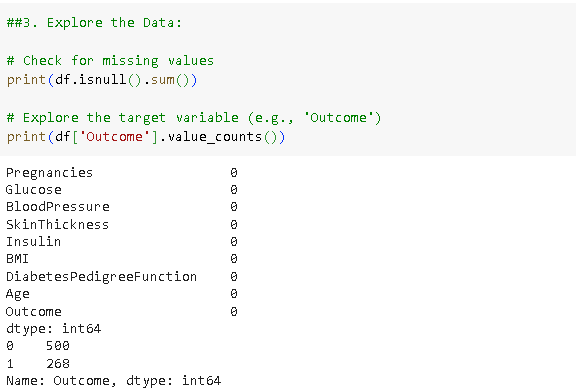 ##3. Explore the Data:
# Check for missing values
print(df.isnull().sum())
# Explore the target variable (e.g., 'Outcome')
print(df['Outcome'].value_counts())
Pregnancies 0
Glucose 0
BloodPressure 0
SkinThickness 0
Insulin 0
BMI 0
DiabetesPedigreeFunction 0
Age 0
Outcome 0
dtype: int64
0 500
1 268
Name: Outcome, dtype: int64